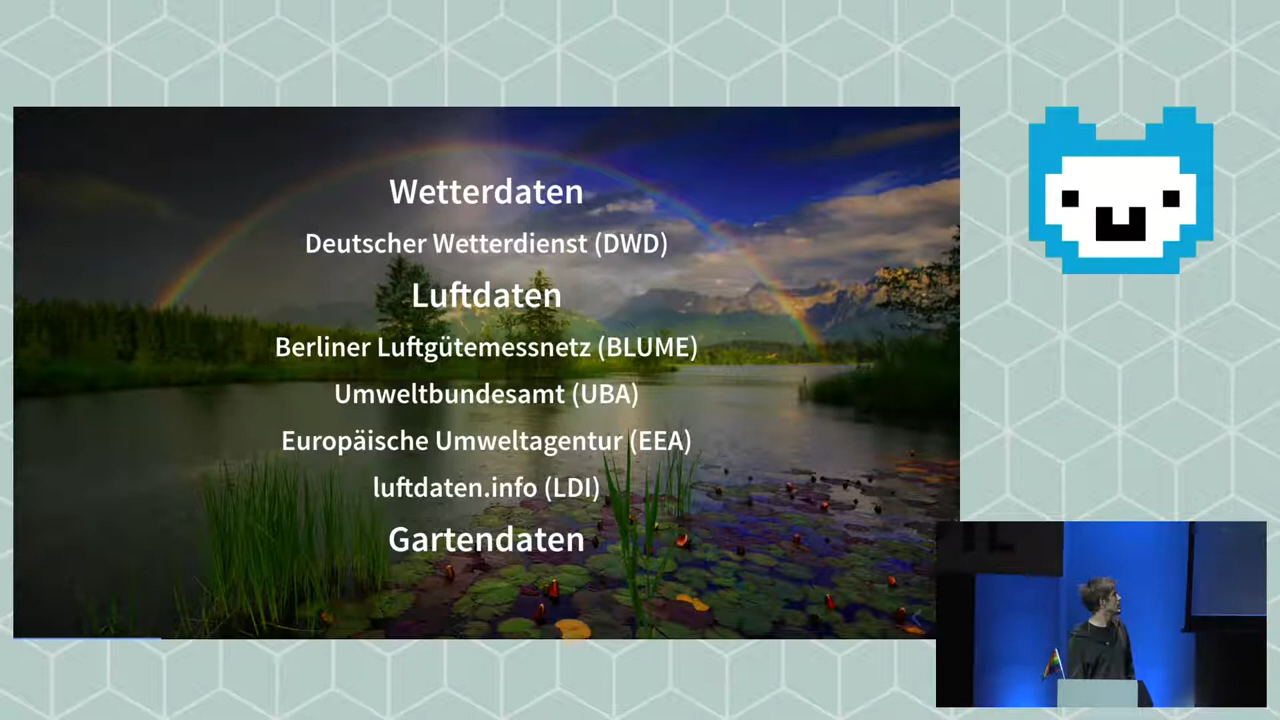 Wetterdaten
Deutscher Wetterdienst (DWD)
Luftdaten
Berliner Luftgütemessnetz (BLUME)
Umweltbundesamt (UBA)
Europäische Umweltagentur (EEA)
luftdaten.info (LDI)
Gartendaten